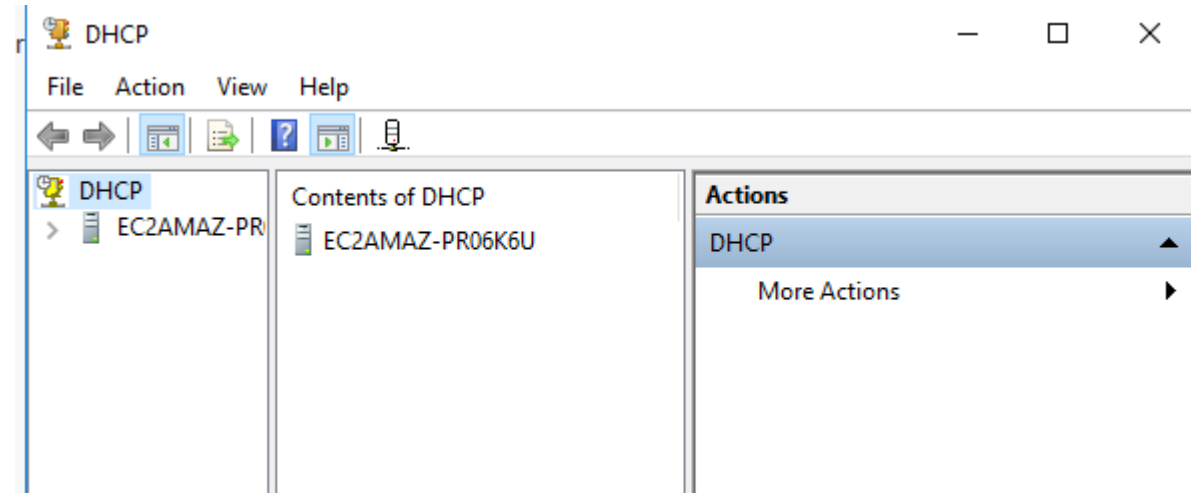 DHCP
File Action View Help
DHCP
EC2AMAZ-PR
Contents of DHCP
EC2AMAZ-PR06K6U
Actions
DHCP
More Actions